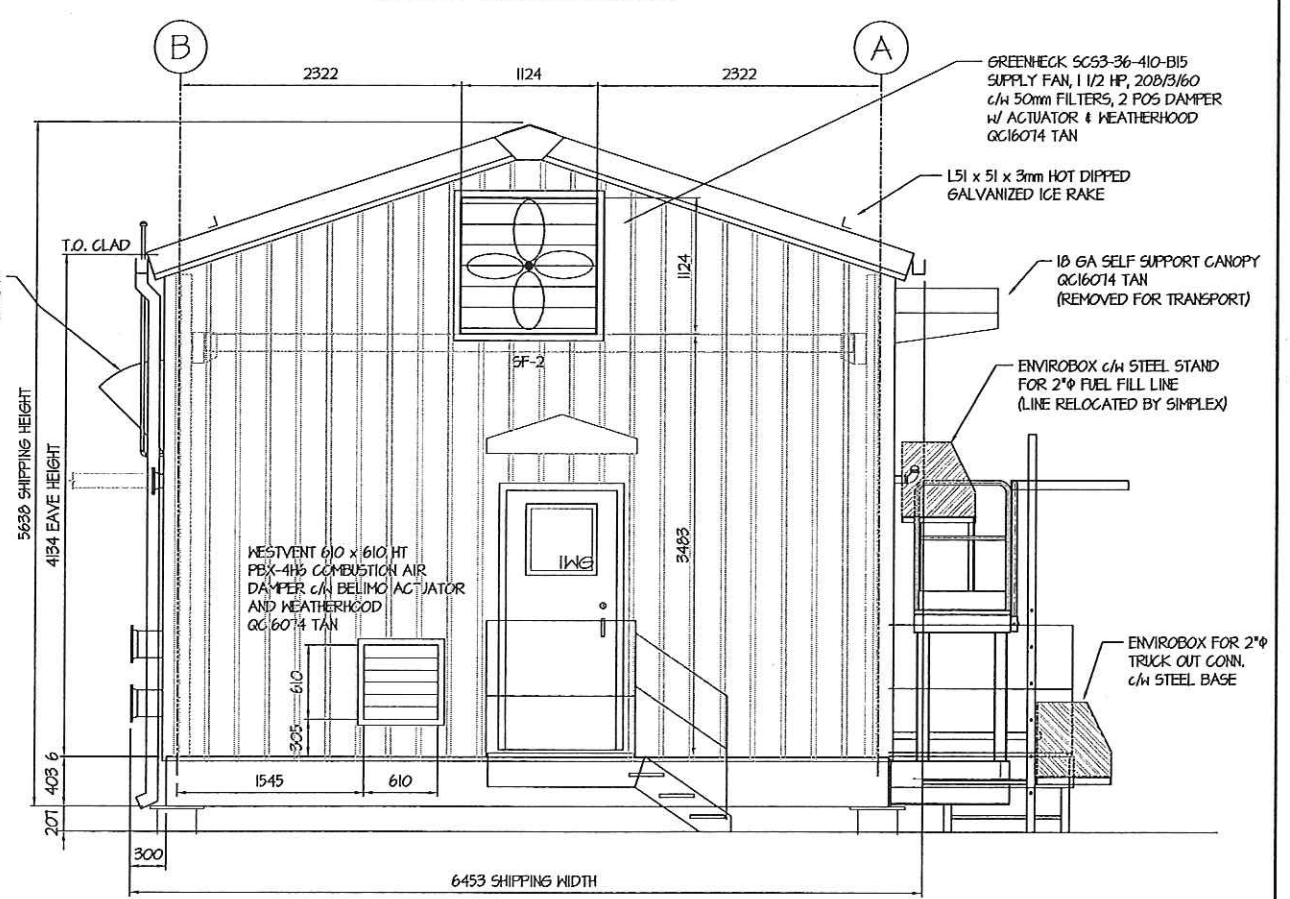 B
A
2322
1124
2322
GREENHECK SCS3-36-410-B15
SUPPLY FAN, 1 1/2 HP, 208/3/60
c/w 50mm FILTERS, 2 POS DAMPER
w/ ACTUATOR & WEATHERHOOD
QC16074 TAN
L51 x 51 x 3mm HOT DIPPED
GALVANIZED ICE RAKE
T.O. CLAD
18 GA SELF SUPPORT CANOPY
QC16074 TAN
(REMOVED FOR TRANSPORT)
1124
SF-2
ENVIROBOX c/w STEEL STAND
FOR 2"Φ FUEL FILL LINE
(LINE RELOCATED BY SIMPLEX)
5638 SHIPPING HEIGHT
4134 EAVE HEIGHT
3483
IWG
WESTVENT 610 x 610 HT
PBX-4H6 COMBUSTION AIR
DAMPER c/w BELIMO ACTUATOR
AND WEATHERHOOD
QC16074 TAN
ENVIROBOX FOR 2"Φ
TRUCK OUT CONN.
c/w STEEL BASE
610
305
6
403
207
1545
610
300
6453 SHIPPING WIDTH